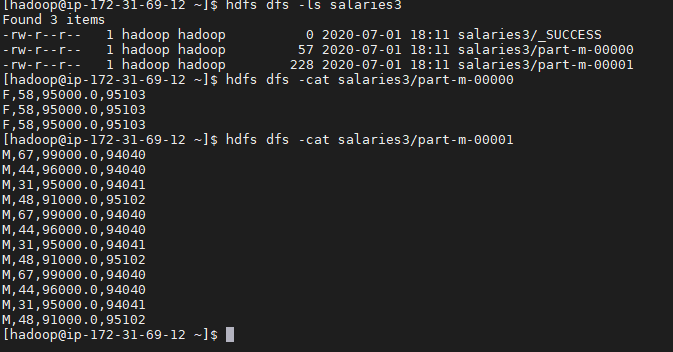 [hadoop@ip-172-31-69-12 ~]$ hdfs dfs -ls salaries3
Found 3 items
-rw-r--r--   1 hadoop hadoop          0 2020-07-01 18:11 salaries3/_SUCCESS
-rw-r--r--   1 hadoop hadoop         57 2020-07-01 18:11 salaries3/part-m-00000
-rw-r--r--   1 hadoop hadoop        228 2020-07-01 18:11 salaries3/part-m-00001
[hadoop@ip-172-31-69-12 ~]$ hdfs dfs -cat salaries3/part-m-00000
F,58,95000.0,95103
F,58,95000.0,95103
F,58,95000.0,95103
[hadoop@ip-172-31-69-12 ~]$ hdfs dfs -cat salaries3/part-m-00001
M,67,99000.0,94040
M,44,96000.0,94040
M,31,95000.0,94041
M,48,91000.0,95102
M,67,99000.0,94040
M,44,96000.0,94040
M,31,95000.0,94041
M,48,91000.0,95102
M,67,99000.0,94040
M,44,96000.0,94040
M,31,95000.0,94041
M,48,91000.0,95102
[hadoop@ip-172-31-69-12 ~]$